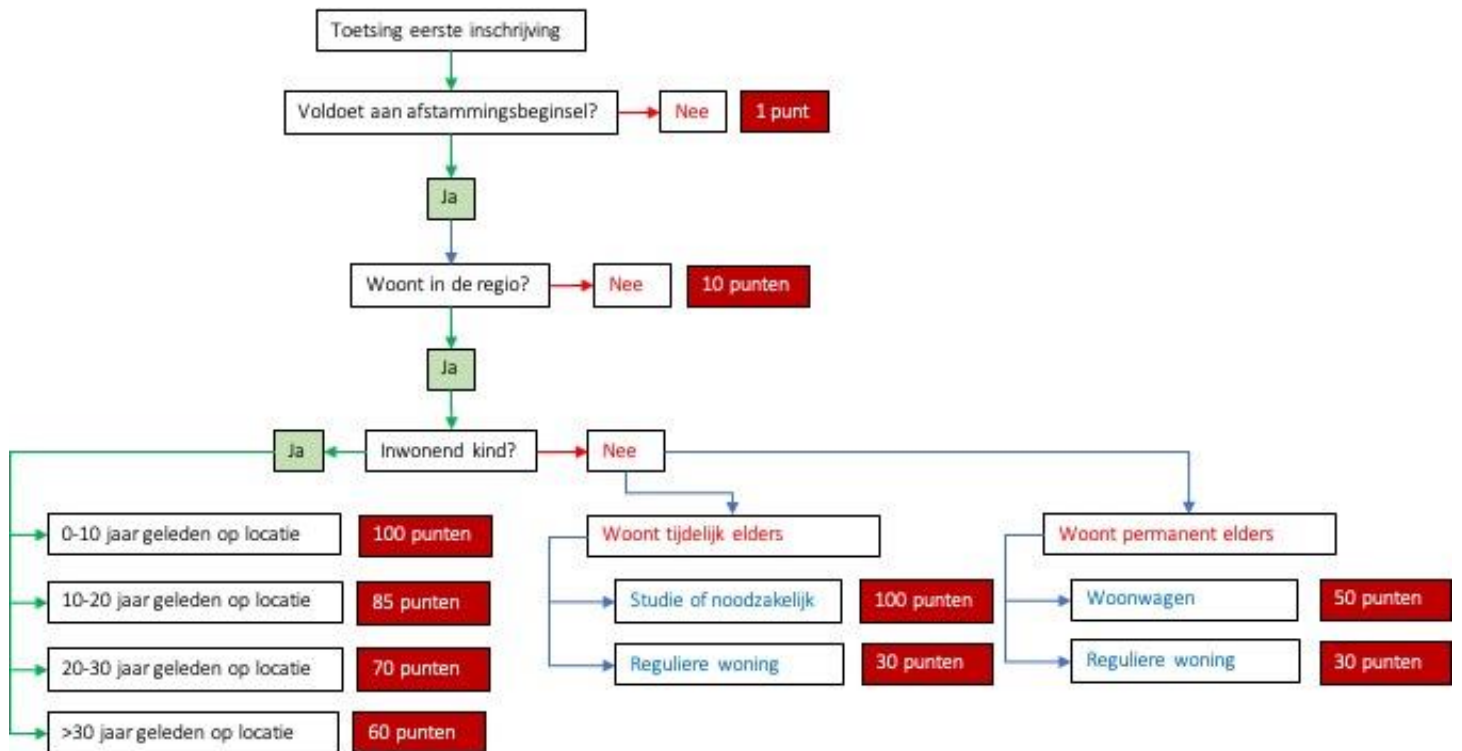 Toetsing eerste inschrijving
Voldoet aan afstammingsbeginsel?
Nee
1 punt
Ja
Woont in de regio?
Nee
10 punten
Ja
Ja
Inwonend kind?
Nee
0-10 jaar geleden op locatie
100 punten
10-20 jaar geleden op locatie
85 punten
20-30 jaar geleden op locatie
70 punten
>30 jaar geleden op locatie
60 punten
Woont tijdelijk elders
Studie of noodzakelijk
100 punten
Reguliere woning
30 punten
Woont permanent elders
Woonwagen
50 punten
Reguliere woning
30 punten